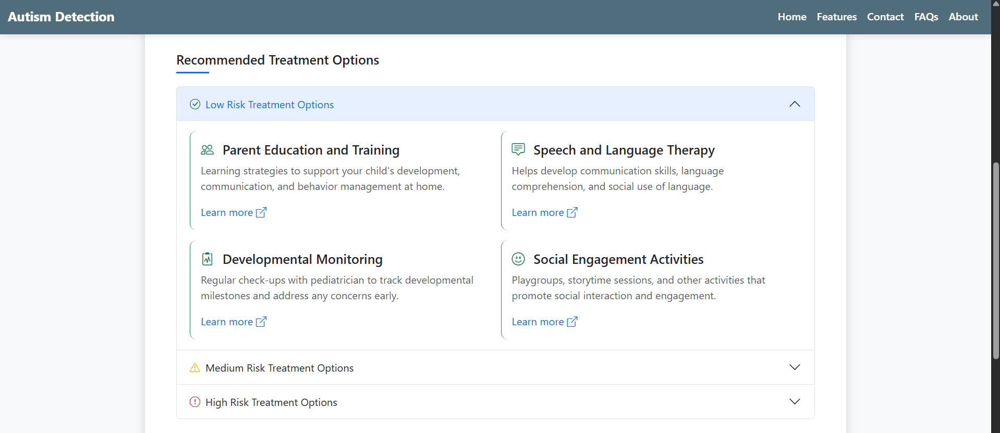 Autism Detection
Home Features Contact FAQs About
Recommended Treatment Options
Low Risk Treatment Options
Parent Education and Training
Learning strategies to support your child's development,
communication, and behavior management at home.
Learn more
Speech and Language Therapy
Helps develop communication skills, language
comprehension, and social use of language.
Learn more
Developmental Monitoring
Regular check-ups with pediatrician to track developmental
milestones and address any concerns early.
Learn more
Social Engagement Activities
Playgroups, storytime sessions, and other activities that
promote social interaction and engagement.
Learn more
Medium Risk Treatment Options
High Risk Treatment Options